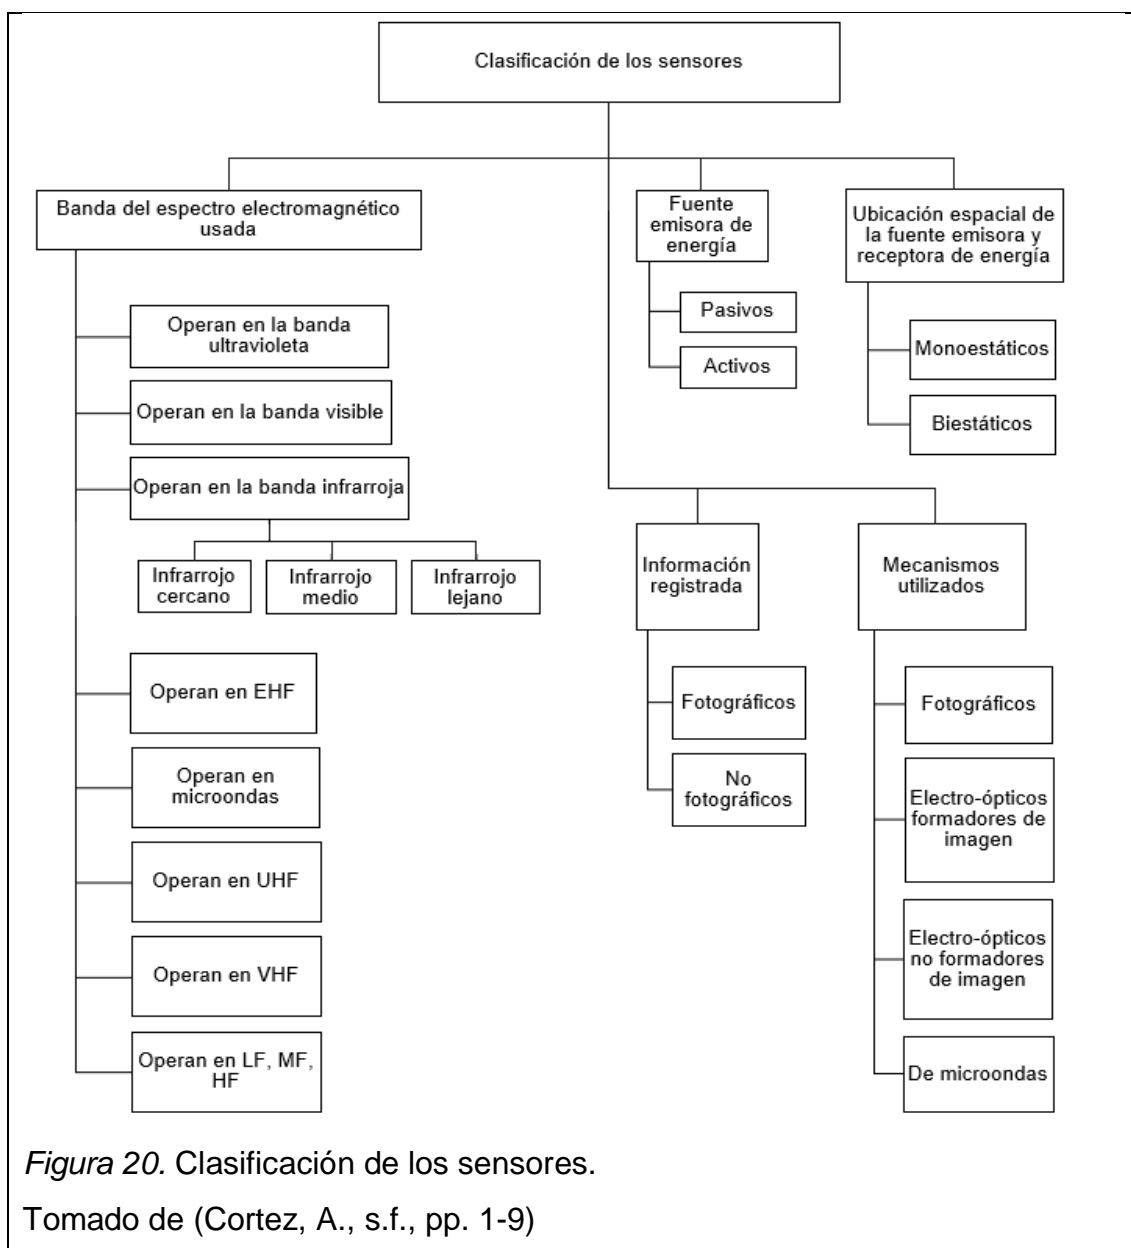 Clasificación de los sensores
Banda del espectro electromagnético
usada
Operan en la banda
ultravioleta
Operan en la banda visible
Operan en la banda infrarroja
Infrarrojo
cercano
Infrarrojo
medio
Infrarrojo
lejano
Operan en EHF
Operan en
microondas
Operan en UHF
Operan en VHF
Operan en LF, MF,
HF
Fuente
emisora de
energía
Pasivos
Activos
Ubicación espacial de
la fuente emisora y
receptora de energía
Monoestáticos
Biestáticos
Información
registrada
Fotográficos
No
fotográficos
Mecanismos
utilizados
Fotográficos
Electro-ópticos
formadores de
imagen
Electro-ópticos
no formadores
de imagen
De microondas
Figura 20. Clasificación de los sensores.
Tomado de (Cortez, A., s.f., pp. 1-9)